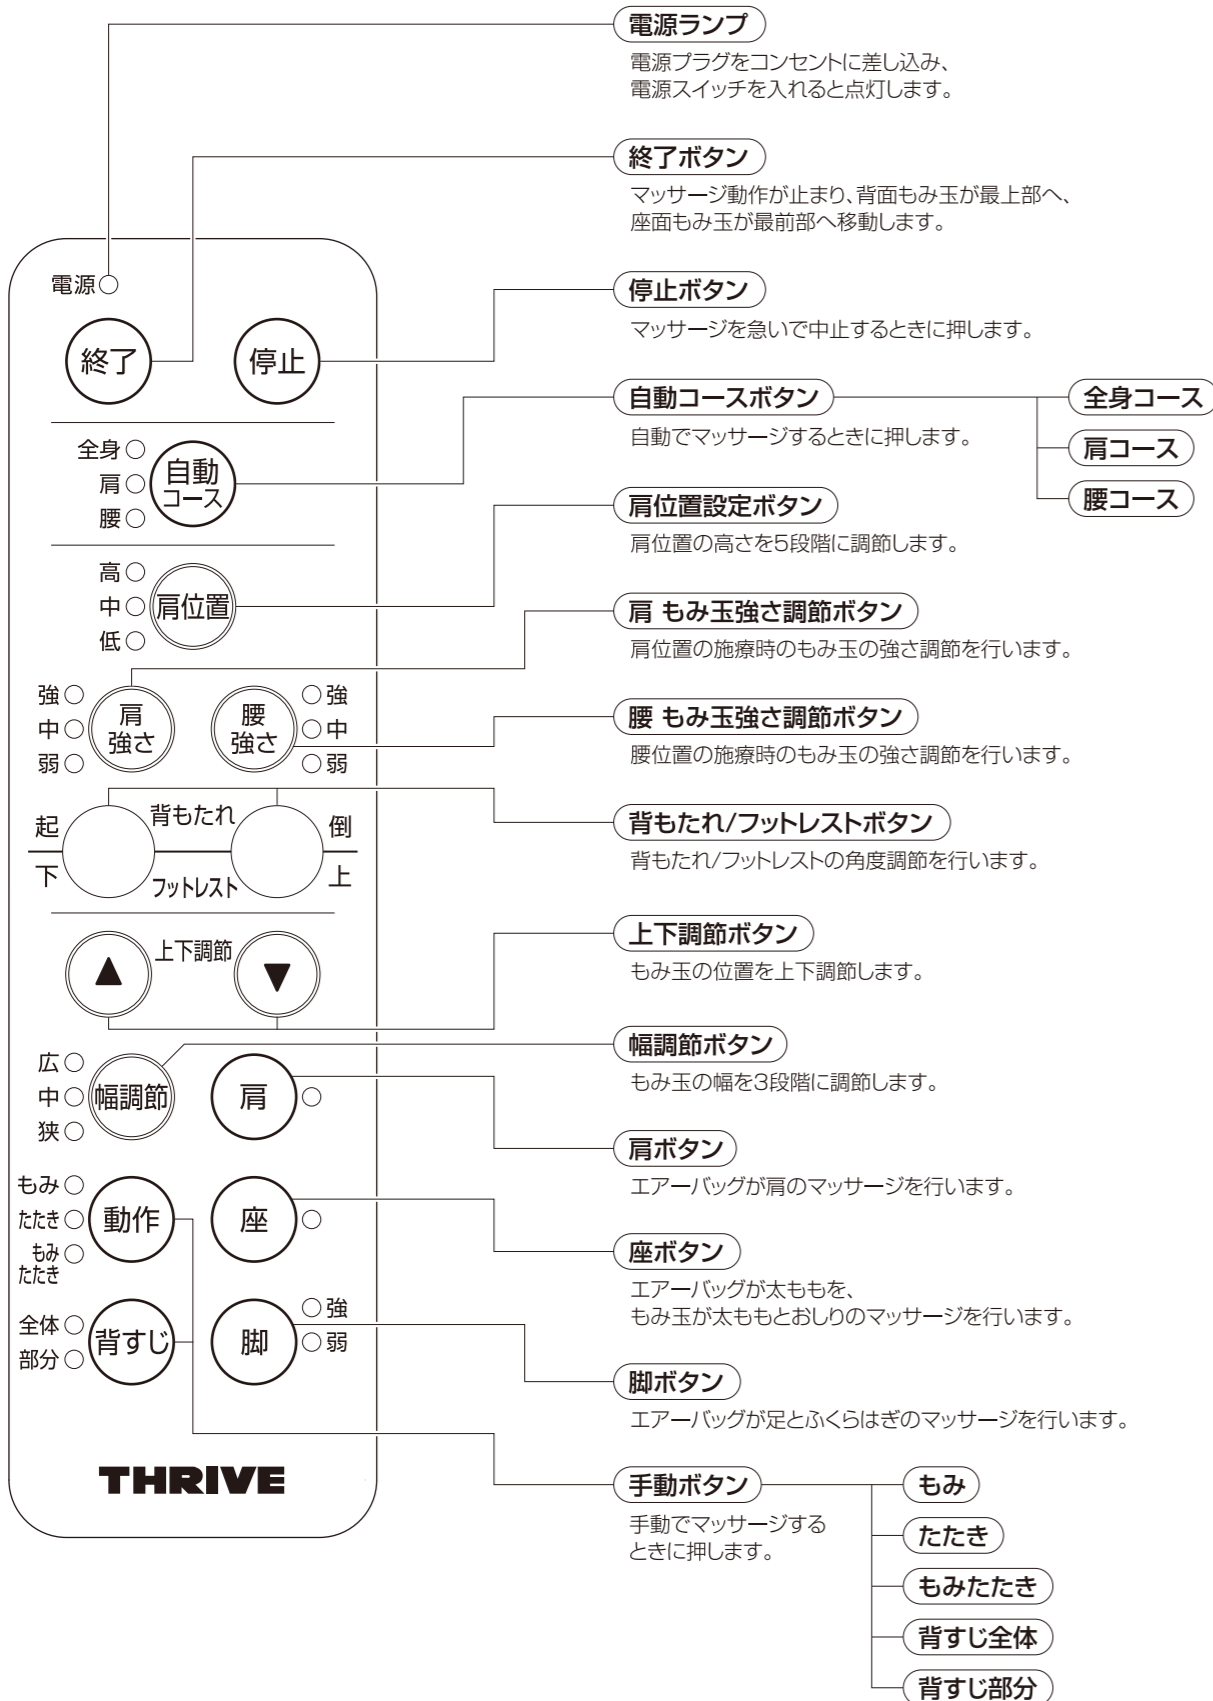 電源ランプ
電源プラグをコンセントに差し込み、
電源スイッチを入れると点灯します。
終了ボタン
マッサージ動作が止まり、背面もみ玉が最上部へ、
座面もみ玉が最前部へ移動します。
停止ボタン
マッサージを急いで中止するときに押します。
自動コースボタン
自動でマッサージするときに押します。
全身コース
肩コース
腰コース
肩位置設定ボタン
肩位置の高さを5段階に調節します。
肩 もみ玉強さ調節ボタン
肩位置の施療時のもみ玉の強さ調節を行います。
腰 もみ玉強さ調節ボタン
腰位置の施療時のもみ玉の強さ調節を行います。
背もたれ/フットレストボタン
背もたれ/フットレストの角度調節を行います。
上下調節ボタン
もみ玉の位置を上下調節します。
幅調節ボタン
もみ玉の幅を3段階に調節します。
肩ボタン
エアーバッグが肩のマッサージを行います。
座ボタン
エアーバッグが太ももを、
もみ玉が太ももとおしりのマッサージを行います。
脚ボタン
エアーバッグが足とふくらはぎのマッサージを行います。
手動ボタン
手動でマッサージする
ときに押します。
もみ
たたき
もみたたき
背すじ全体
背すじ部分
電源
終了
停止
全身
肩
腰
自動
コース
高
中
低
肩位置
強
中
弱
肩
強さ
腰
強さ
強
中
弱
起
下
背もたれ
フットレスト
倒
上
▲
上下調節
▼
広
中
狭
幅調節
肩
もみ
たたき
もみ
たたき
動作
座
全体
部分
背すじ
脚
強
弱
THRIVE